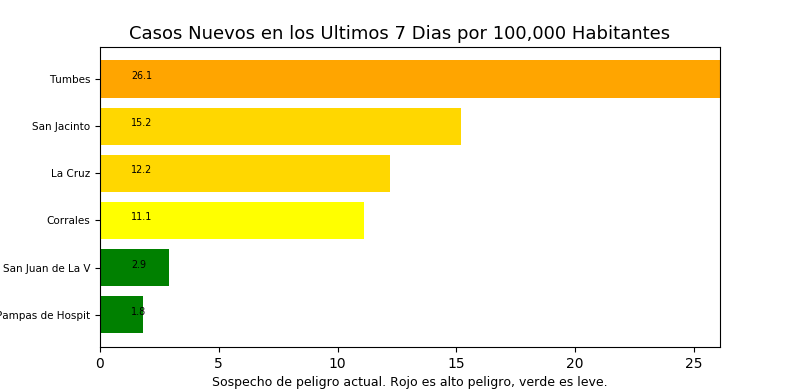 Casos Nuevos en los Ultimos 7 Dias por 100,000 Habitantes
Tumbes 26.1
San Jacinto 15.2
La Cruz 12.2
Corrales 11.1
San Juan de La V 2.9
Pampas de Hospit 1.8
0 5 10 15 20 25
Sospecho de peligro actual. Rojo es alto peligro, verde es leve.